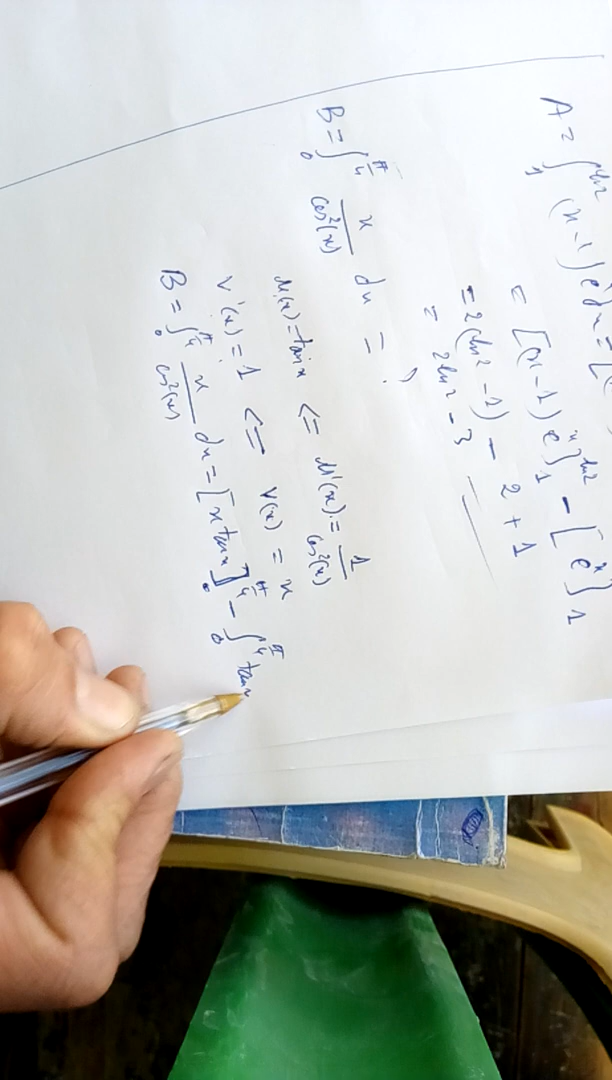 A = ∫₁^ln2 (x-1) eˣ dx = [
= [(x-1) eˣ]₁^ln2 - [eˣ]₁
= 2(ln2 - 1) - 2 + 1
= 2ln2 - 3
B = ∫₀^π/4 x/cos²(x) dx = ?
u(x) = tan x <= u'(x) = 1/cos²(x)
v'(x) = 1 <= v(x) = x
B = ∫₀^π/4 x/cos²(x) dx = [x tan x]₀^π/4 - ∫₀^π/4 tan x